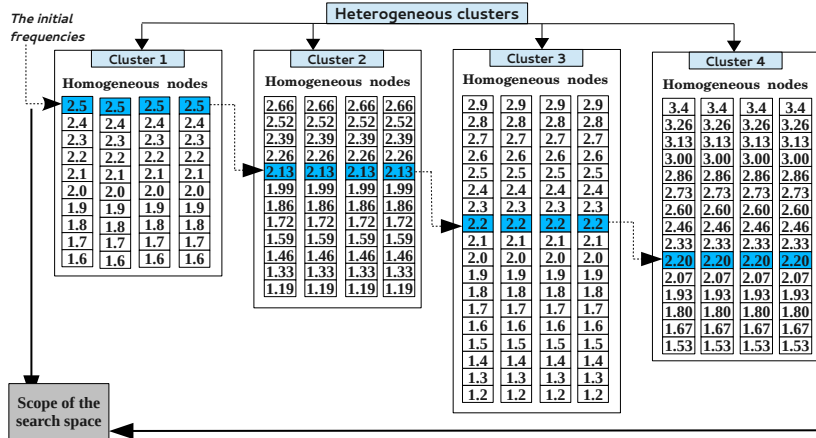 Heterogeneous clusters
The initial
frequencies
Cluster 1
Homogeneous nodes
2.5 2.5 2.5 2.5
2.4 2.4 2.4 2.4
2.3 2.3 2.3 2.3
2.2 2.2 2.2 2.2
2.1 2.1 2.1 2.1
2.0 2.0 2.0 2.0
1.9 1.9 1.9 1.9
1.8 1.8 1.8 1.8
1.7 1.7 1.7 1.7
1.6 1.6 1.6 1.6
Cluster 2
Homogeneous nodes
2.66 2.66 2.66 2.66
2.52 2.52 2.52 2.52
2.39 2.39 2.39 2.39
2.26 2.26 2.26 2.26
2.13 2.13 2.13 2.13
1.99 1.99 1.99 1.99
1.86 1.86 1.86 1.86
1.72 1.72 1.72 1.72
1.59 1.59 1.59 1.59
1.46 1.46 1.46 1.46
1.33 1.33 1.33 1.33
1.19 1.19 1.19 1.19
Cluster 3
Homogeneous nodes
2.9 2.9 2.9 2.9
2.8 2.8 2.8 2.8
2.7 2.7 2.7 2.7
2.6 2.6 2.6 2.6
2.5 2.5 2.5 2.5
2.4 2.4 2.4 2.4
2.3 2.3 2.3 2.3
2.2 2.2 2.2 2.2
2.1 2.1 2.1 2.1
2.0 2.0 2.0 2.0
1.9 1.9 1.9 1.9
1.8 1.8 1.8 1.8
1.7 1.7 1.7 1.7
1.6 1.6 1.6 1.6
1.5 1.5 1.5 1.5
1.4 1.4 1.4 1.4
1.3 1.3 1.3 1.3
1.2 1.2 1.2 1.2
Cluster 4
Homogeneous nodes
3.4 3.4 3.4 3.4
3.26 3.26 3.26 3.26
3.13 3.13 3.13 3.13
3.00 3.00 3.00 3.00
2.86 2.86 2.86 2.86
2.73 2.73 2.73 2.73
2.60 2.60 2.60 2.60
2.46 2.46 2.46 2.46
2.33 2.33 2.33 2.33
2.20 2.20 2.20 2.20
2.07 2.07 2.07 2.07
1.93 1.93 1.93 1.93
1.80 1.80 1.80 1.80
1.67 1.67 1.67 1.67
1.53 1.53 1.53 1.53
Scope of the
search space